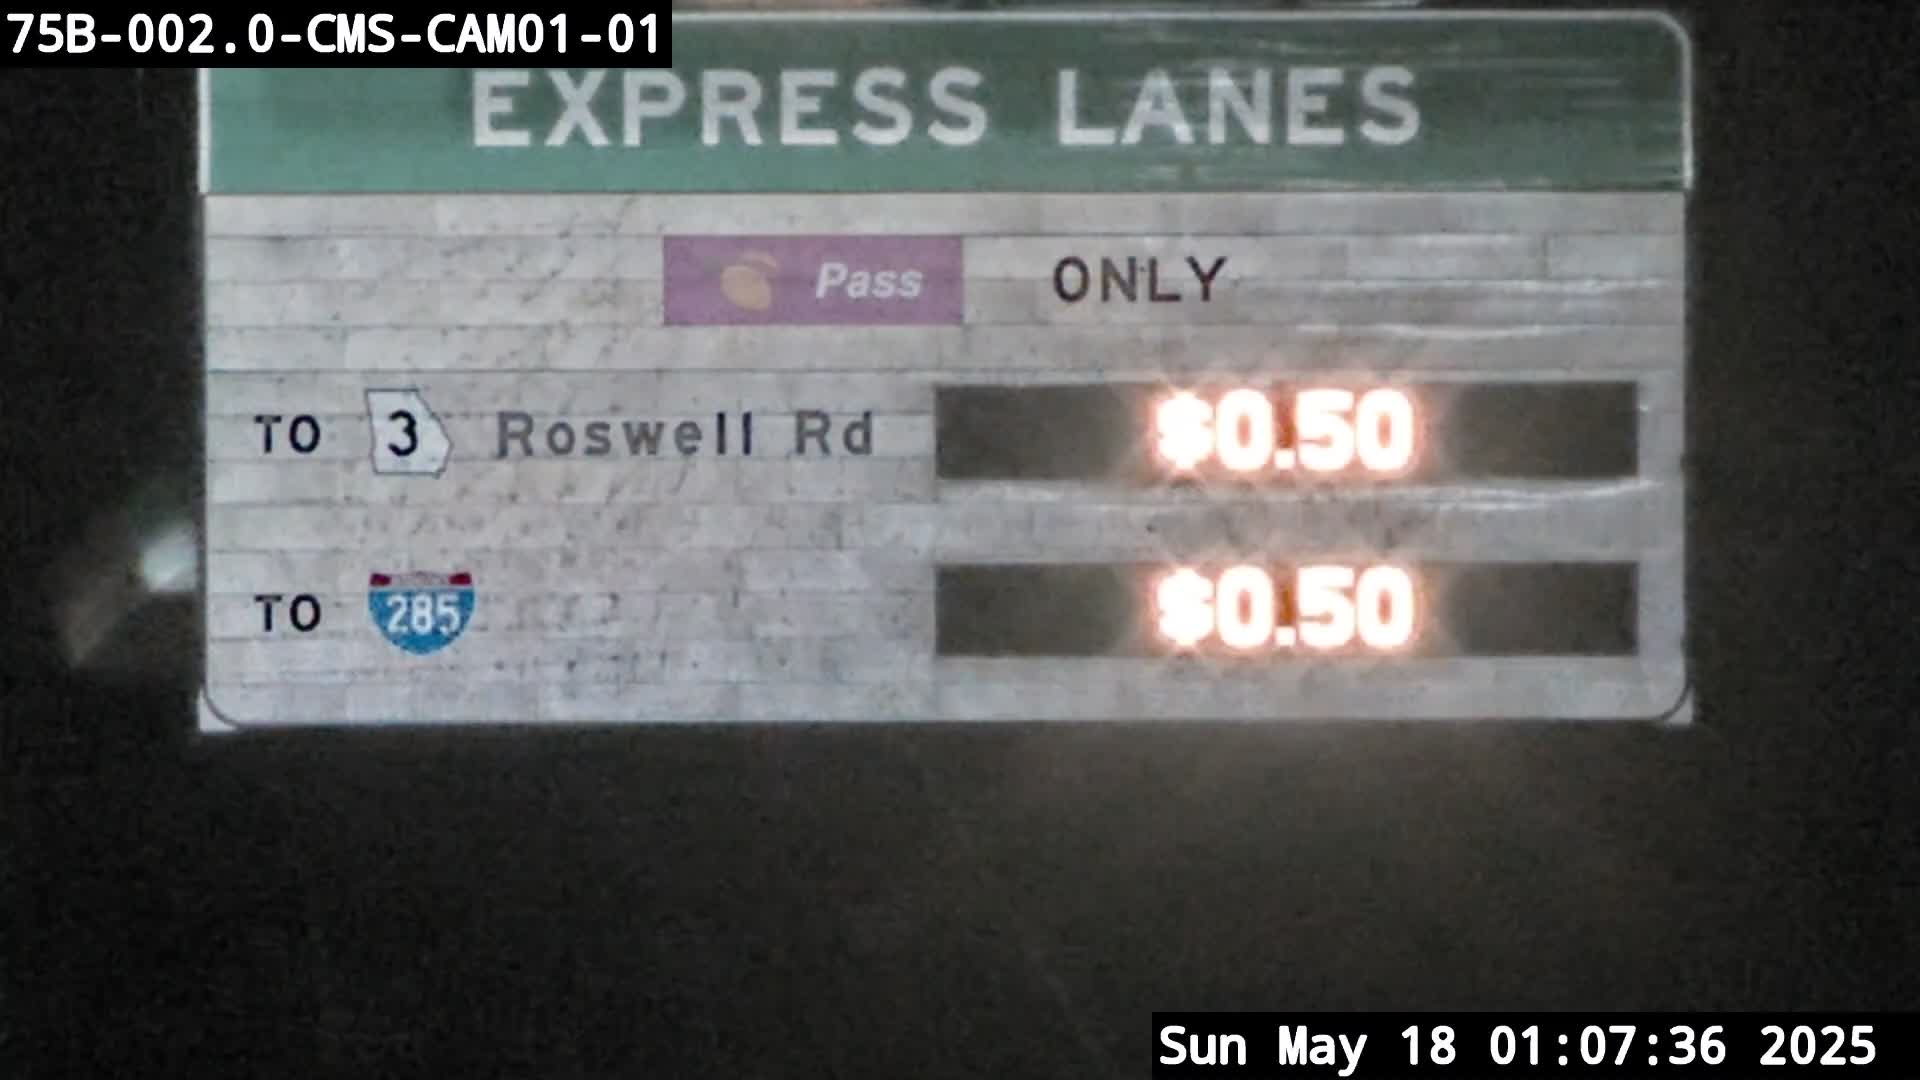 75B-002.0-CMS-CAM01-01
EXPRESS LANES
Pass ONLY
TO 3 Roswell Rd $0.50
TO 285 $0.50
Sun May 18 01:07:36 2025